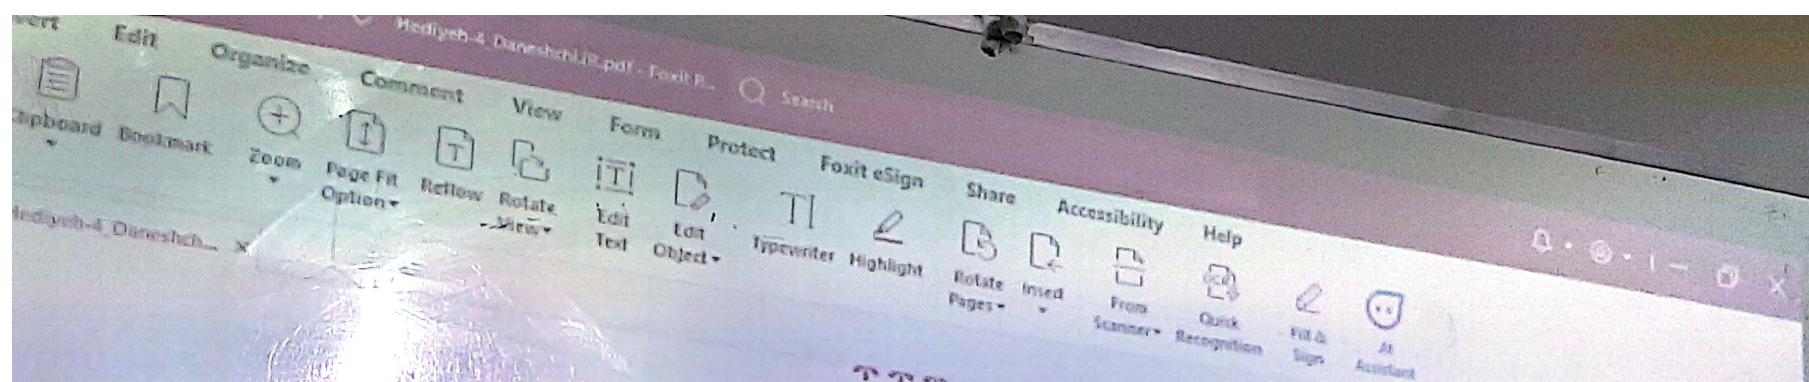 Hediyeh-4_Daneshchi.ir.pdf - Foxit P... Search
Edit Organize Comment View Form Protect Foxit eSign Share Accessibility Help
Bookmark Zoom Page Fit Option Reflow Rotate View Edit Text Edit Object Typewriter Highlight Rotate Pages Insert From Scanner Quick Recognition Fill & Sign AI Assistant
Hediyeh-4_Daneshch...